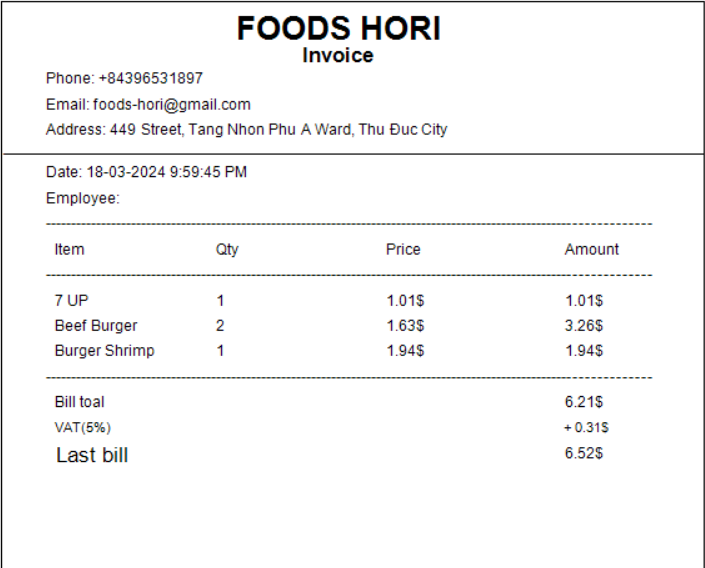 FOODS HORI
Invoice
Phone: +84396531897
Email: foods-hori@gmail.com
Address: 449 Street, Tang Nhon Phu A Ward, Thu Đuc City
Date: 18-03-2024 9:59:45 PM
Employee:
Item Qty Price Amount
7 UP 1 1.01$ 1.01$
Beef Burger 2 1.63$ 3.26$
Burger Shrimp 1 1.94$ 1.94$
Bill toal 6.21$
VAT(5%) + 0.31$
Last bill 6.52$